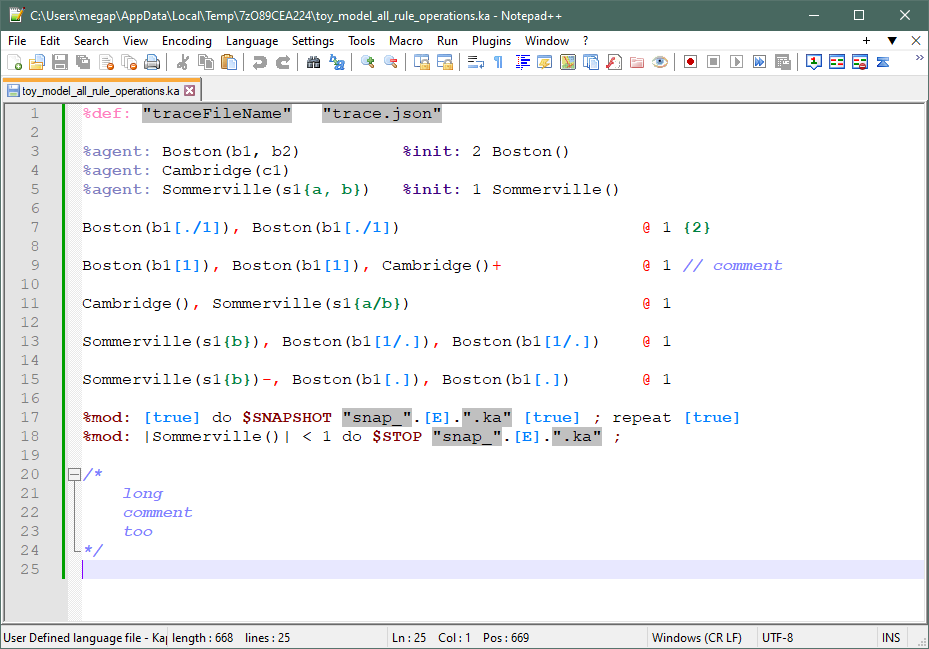 C:\Users\megap\AppData\Local\Temp\7zO89CEA224\toy_model_all_rule_operations.ka - Notepad++
File Edit Search View Encoding Language Settings Tools Macro Run Plugins Window ? + ▼ X
toy_model_all_rule_operations.ka
1 %def: "traceFileName" "trace.json"
2
3 %agent: Boston(b1, b2) %init: 2 Boston()
4 %agent: Cambridge(c1)
5 %agent: Sommerville(s1{a, b}) %init: 1 Sommerville()
6
7 Boston(b1[./1]), Boston(b1[./1]) @ 1 {2}
8
9 Boston(b1[1]), Boston(b1[1]), Cambridge()+ @ 1 // comment
10
11 Cambridge(), Sommerville(s1{a/b}) @ 1
12
13 Sommerville(s1{b}), Boston(b1[1/.]), Boston(b1[1/.]) @ 1
14
15 Sommerville(s1{b})-, Boston(b1[.]), Boston(b1[.]) @ 1
16
17 %mod: [true] do $SNAPSHOT "snap_".[E].".ka" [true] ; repeat [true]
18 %mod: |Sommerville()| < 1 do $STOP "snap_".[E].".ka" ;
19
20 /*
21 long
22 comment
23 too
24 */
25
User Defined language file - Kap length : 668 lines : 25 Ln : 25 Col : 1 Pos : 669 Windows (CR LF) UTF-8 INS